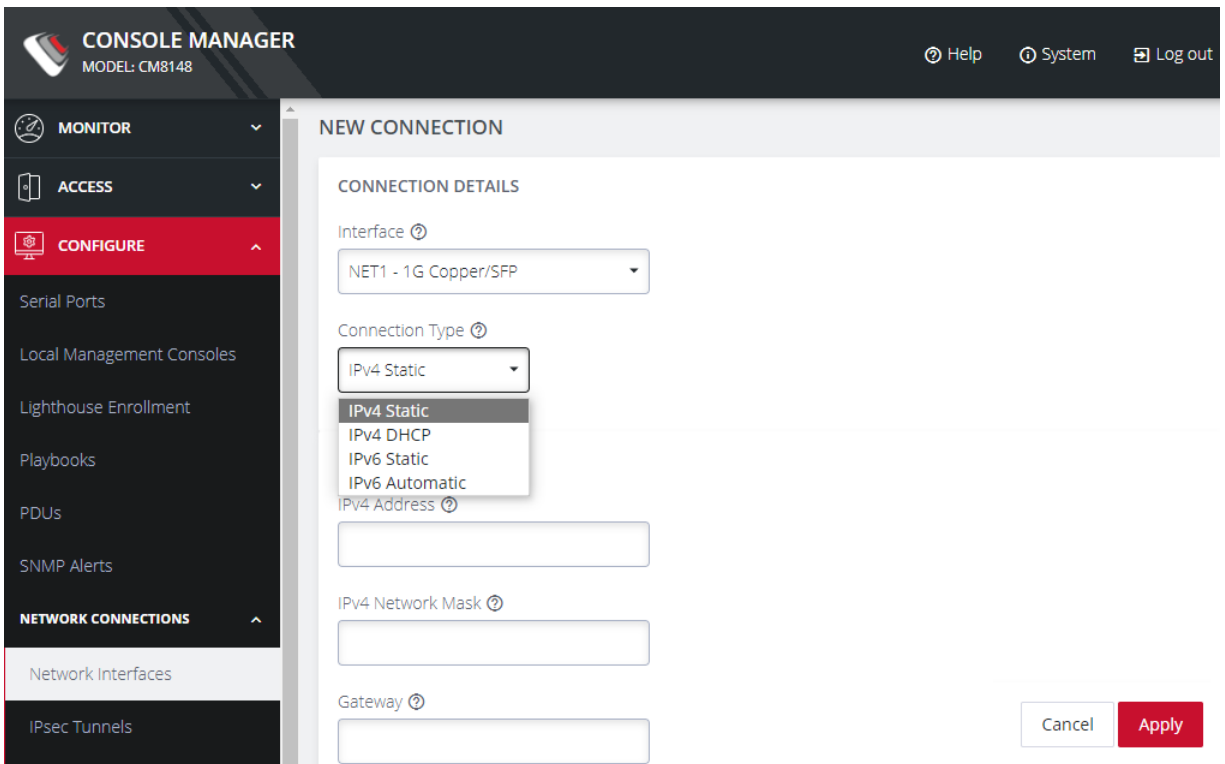 CONSOLE MANAGER
MODEL: CM8148
Help
System
Log out
MONITOR
ACCESS
CONFIGURE
Serial Ports
Local Management Consoles
Lighthouse Enrollment
Playbooks
PDUs
SNMP Alerts
NETWORK CONNECTIONS
Network Interfaces
IPsec Tunnels
NEW CONNECTION
CONNECTION DETAILS
Interface
NET1 - 1G Copper/SFP
Connection Type
IPv4 Static
IPv4 Static
IPv4 DHCP
IPv6 Static
IPv6 Automatic
IPv4 Address
IPv4 Network Mask
Gateway
Cancel
Apply